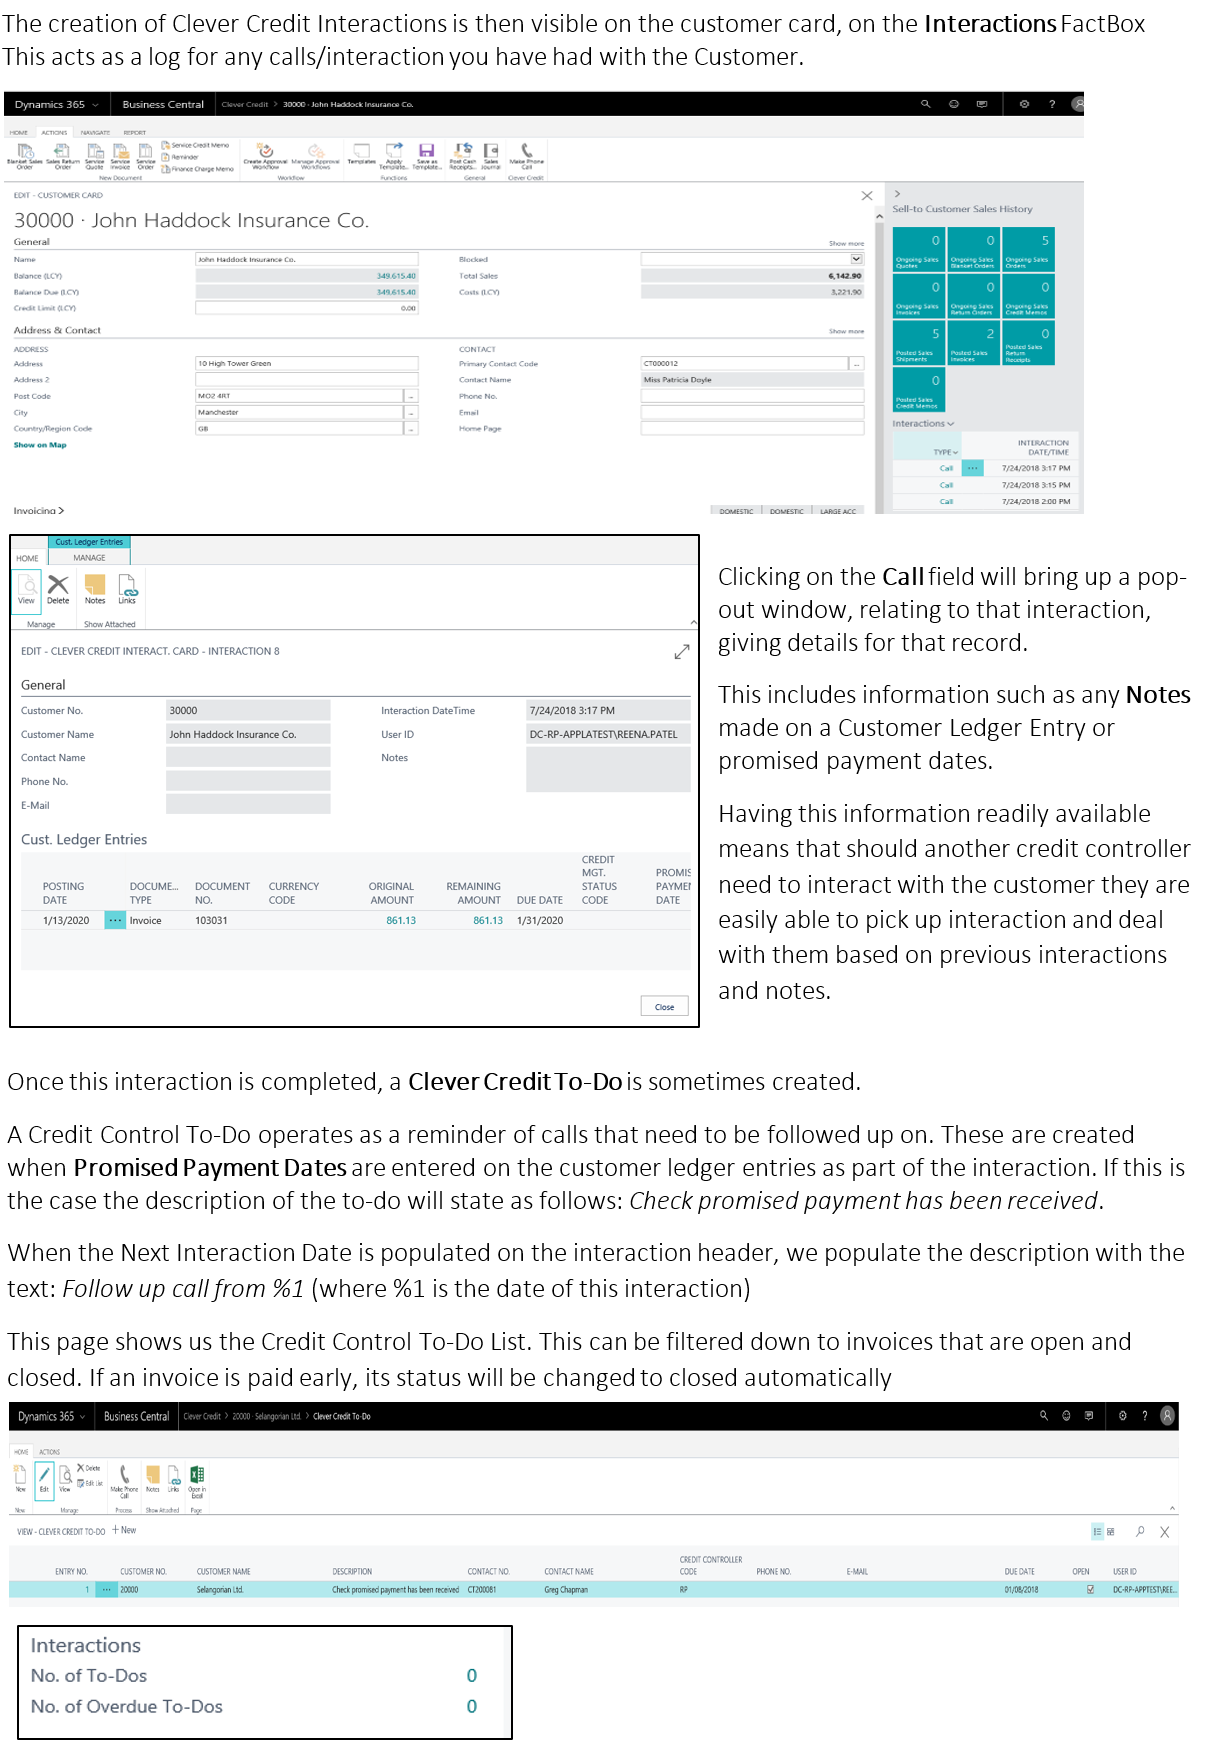 The creation of Clever Credit Interactions is then visible on the customer card, on the Interactions FactBox
This acts as a log for any calls/interaction you have had with the Customer.
Dynamics 365 Business Central Clever Credit > 30000 · John Haddock Insurance Co. ?
HOME ACTIONS NAVIGATE REPORT
Blanket Sales Order Sales Return Order Service Quote Service Invoice Service Order Service Credit Memo Reminder Finance Charge Memo Create Approval Workflow Manage Approval Workflows Templates Apply Template... Save as Template... Post Cash Receipts... Sales Journal Make Phone Call
New Document Workflow Functions General Clever Credit
EDIT - CUSTOMER CARD
30000 · John Haddock Insurance Co.
General Show more
Name John Haddock Insurance Co. Blocked
Balance (LCY) 349,615.40 Total Sales 6,142.90
Balance Due (LCY) 349,615.40 Costs (LCY) 3,221.90
Credit Limit (LCY) 0.00
Address & Contact Show more
ADDRESS CONTACT
Address 10 High Tower Green Primary Contact Code CT000012
Address 2 Contact Name Miss Patricia Doyle
Post Code MO2 4RT Phone No.
City Manchester Email
Country/Region Code GB Home Page
Show on Map
Invoicing > DOMESTIC DOMESTIC LARGE ACC
Sell-to Customer Sales History
0 0 5
Ongoing Sales Quotes Ongoing Sales Blanket Orders Ongoing Sales Orders
0 0 0
Ongoing Sales Invoices Ongoing Sales Return Orders Ongoing Sales Credit Memos
5 2 0
Posted Sales Shipments Posted Sales Invoices Posted Sales Return Receipts
0
Posted Sales Credit Memos
Interactions
TYPE INTERACTION DATE/TIME
Call ... 7/24/2018 3:17 PM
Call 7/24/2018 3:15 PM
Call 7/24/2018 2:00 PM
Cust. Ledger Entries
HOME MANAGE
View Delete Notes Links
Manage Show Attached
EDIT - CLEVER CREDIT INTERACT. CARD - INTERACTION 8
General
Customer No. 30000 Interaction DateTime 7/24/2018 3:17 PM
Customer Name John Haddock Insurance Co. User ID DC-RP-APPLATEST\REENA.PATEL
Contact Name Notes
Phone No.
E-Mail
Cust. Ledger Entries
POSTING DATE DOCUME... TYPE DOCUMENT NO. CURRENCY CODE ORIGINAL AMOUNT REMAINING AMOUNT DUE DATE CREDIT MGT. STATUS CODE PROMIS PAYMEN DATE
1/13/2020 ... Invoice 103031 861.13 861.13 1/31/2020
Close
Clicking on the Call field will bring up a pop-
out window, relating to that interaction,
giving details for that record.
This includes information such as any Notes
made on a Customer Ledger Entry or
promised payment dates.
Having this information readily available
means that should another credit controller
need to interact with the customer they are
easily able to pick up interaction and deal
with them based on previous interactions
and notes.
Once this interaction is completed, a Clever Credit To-Do is sometimes created.
A Credit Control To-Do operates as a reminder of calls that need to be followed up on. These are created
when Promised Payment Dates are entered on the customer ledger entries as part of the interaction. If this is
the case the description of the to-do will state as follows: Check promised payment has been received.
When the Next Interaction Date is populated on the interaction header, we populate the description with the
text: Follow up call from %1 (where %1 is the date of this interaction)
This page shows us the Credit Control To-Do List. This can be filtered down to invoices that are open and
closed. If an invoice is paid early, its status will be changed to closed automatically
Dynamics 365 Business Central Clever Credit > 20000 · Selangorian Ltd. > Clever Credit To-Do ?
HOME ACTIONS
New Edit View Delete Edit List Make Phone Call Notes Links Open in Excel
New Manage Process Show Attached Page
VIEW - CLEVER CREDIT TO-DO + New
ENTRY NO. CUSTOMER NO. CUSTOMER NAME DESCRIPTION CONTACT NO. CONTACT NAME CREDIT CONTROLLER CODE PHONE NO. E-MAIL DUE DATE OPEN USER ID
1 ... 20000 Selangorian Ltd. Check promised payment has been received CT200081 Greg Chapman RP 01/08/2018 DC-RP-APPTEST\REE...
Interactions
No. of To-Dos 0
No. of Overdue To-Dos 0